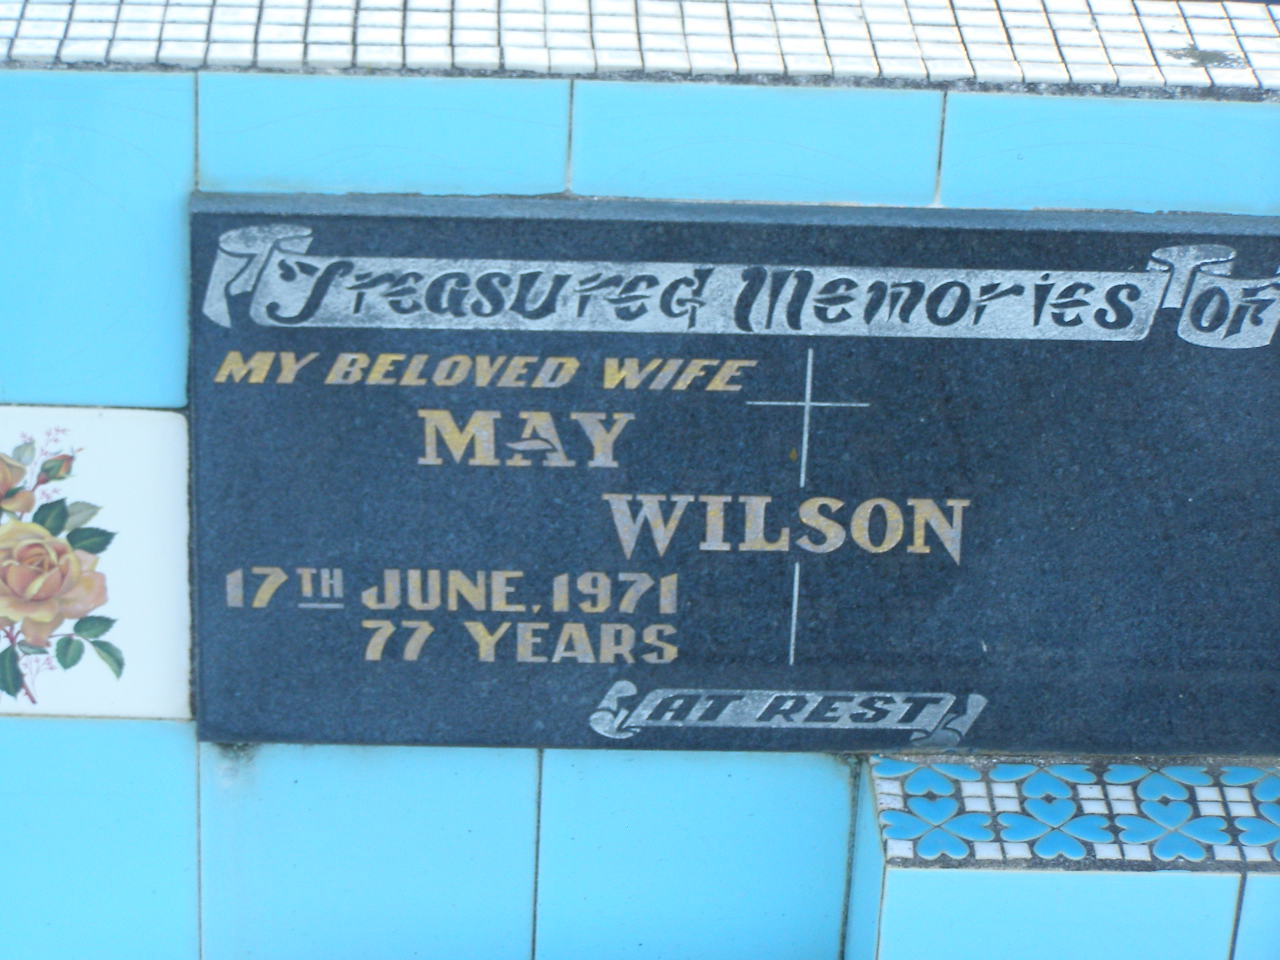 Treasured Memories Of
MY BELOVED WIFE
MAY
WILSON
17TH JUNE, 1971
77 YEARS
AT REST